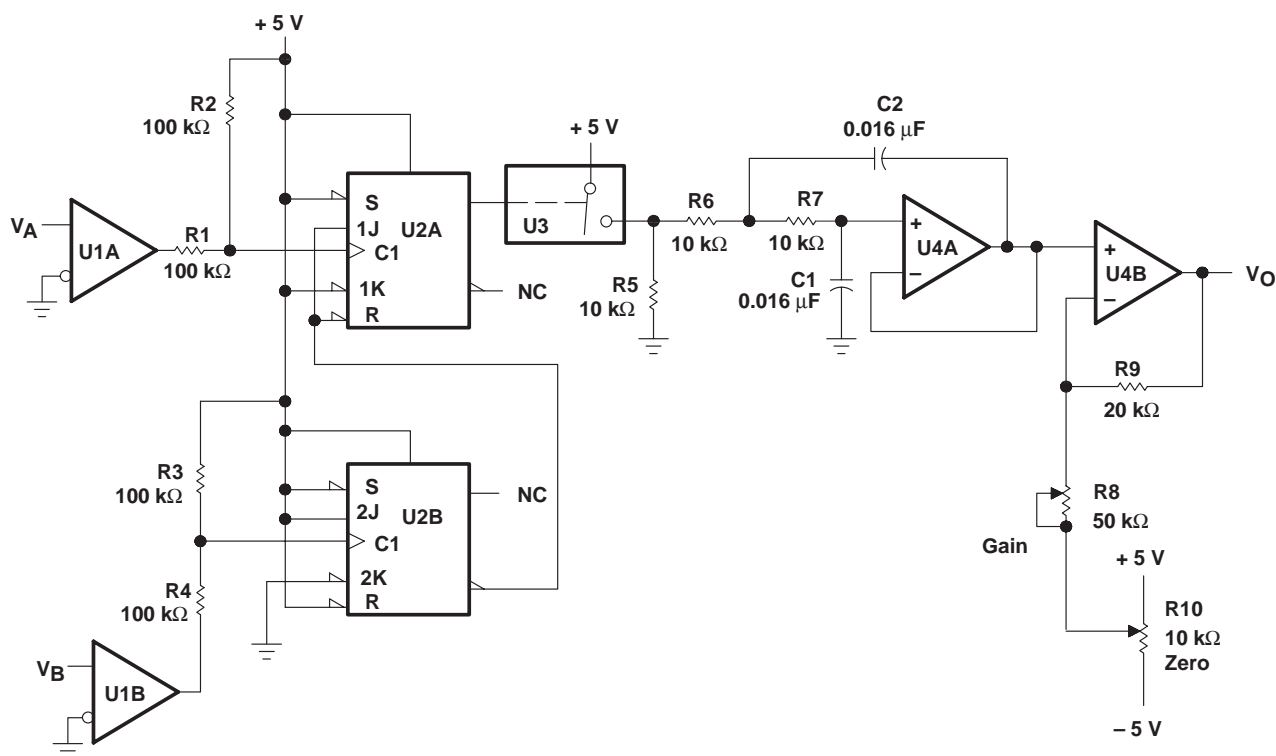 + 5 V
R2
100 kΩ
VA
U1A
R1
100 kΩ
S
1J
C1
1K
R
U2A
NC
+ 5 V
U3
R5
10 kΩ
R6
10 kΩ
R7
10 kΩ
C2
0.016 μF
C1
0.016 μF
+
–
U4A
+
–
U4B
VO
R9
20 kΩ
R8
50 kΩ
Gain
+ 5 V
R10
10 kΩ
Zero
– 5 V
R3
100 kΩ
R4
100 kΩ
S
2J
C1
2K
R
U2B
NC
VB
U1B